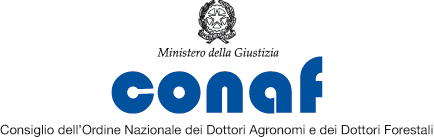 Ministero della Giustizia
conaf
Consiglio dell'Ordine Nazionale dei Dottori Agronomi e dei Dottori Forestali